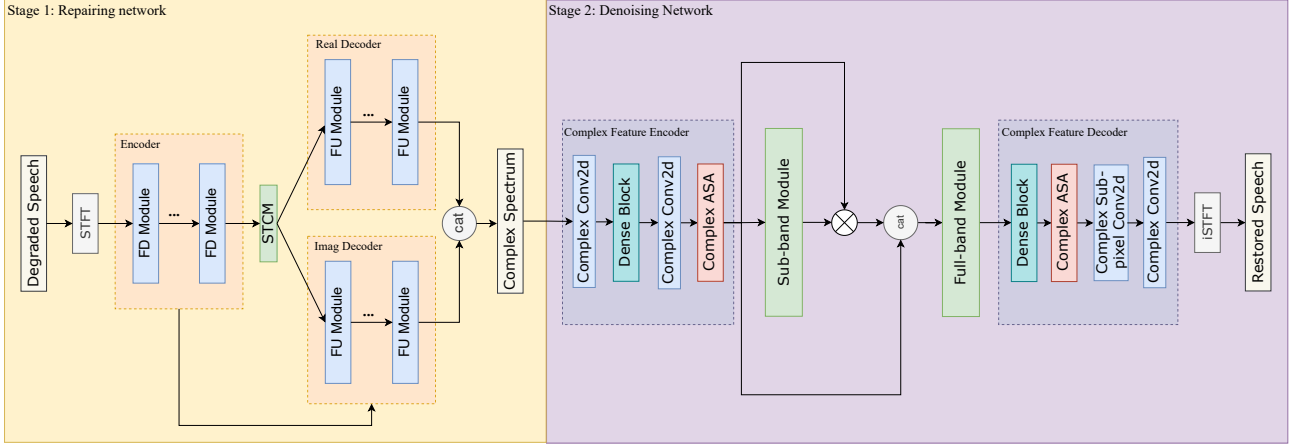 Stage 1: Repairing network
Degraded Speech
STFT
Encoder
FD Module
...
FD Module
STCM
Real Decoder
FU Module
...
FU Module
Imag Decoder
FU Module
...
FU Module
cat
Complex Spectrum
Stage 2: Denoising Network
Complex Feature Encoder
Complex Conv2d
Dense Block
Complex Conv2d
Complex ASA
Sub-band Module
cat
Full-band Module
Complex Feature Decoder
Dense Block
Complex ASA
Complex Sub-
pixel Conv2d
Complex Conv2d
iSTFT
Restored Speech